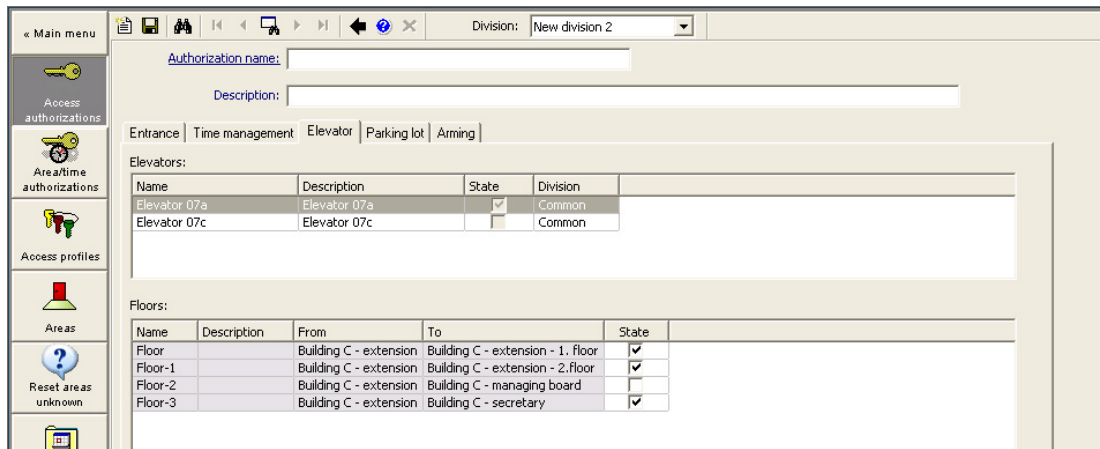 « Main menu
Division: New division 2
Authorization name:
Access
authorizations
Description:
Entrance Time management Elevator Parking lot Arming
Area/time
authorizations
Elevators:
Name Description State Division
Elevator 07a Elevator 07a Common
Elevator 07c Elevator 07c Common
Access profiles
Areas
Floors:
Name Description From To State
Floor Building C - extension Building C - extension - 1. floor
Floor-1 Building C - extension Building C - extension - 2.floor
Floor-2 Building C - extension Building C - managing board
Floor-3 Building C - extension Building C - secretary
Reset areas
unknown